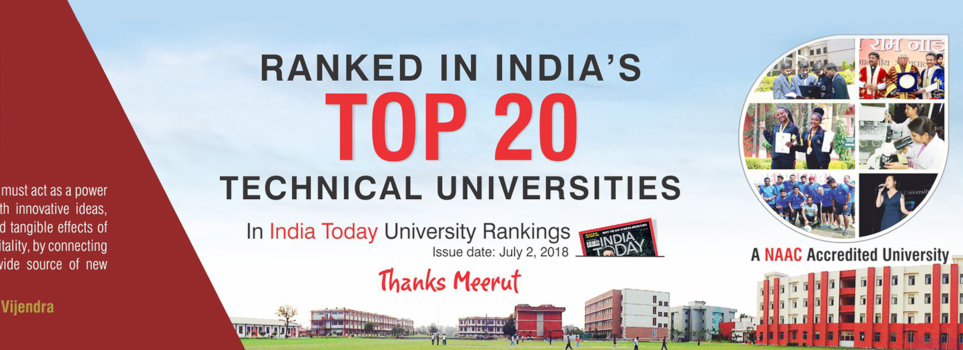 RANKED IN INDIA'S
TOP 20
TECHNICAL UNIVERSITIES
In India Today University Rankings
Issue date: July 2, 2018
INDIA
TODAY
Thanks Meerut
must act as a power
th innovative ideas,
d tangible effects of
itality, by connecting
wide source of new
Vijendra
राम नाई
A NAAC Accredited University